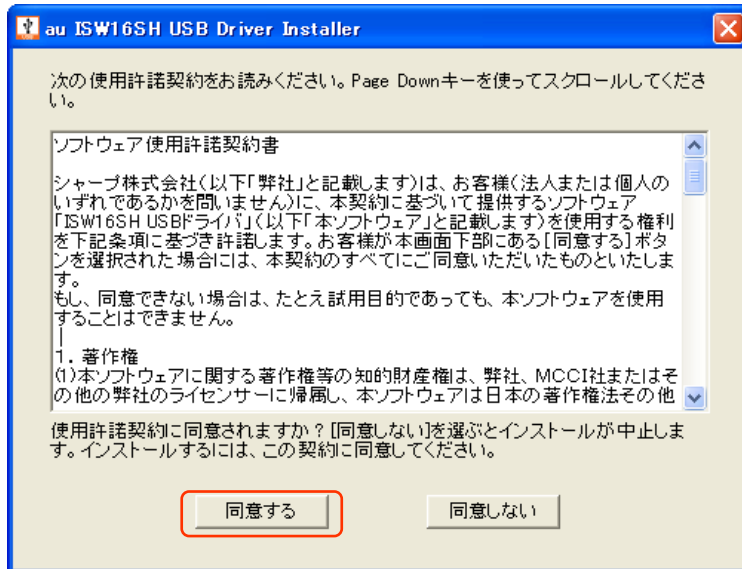 au ISW16SH USB Driver Installer
次の使用許諾契約をお読みください。Page Downキーを使ってスクロールしてくださ
い。
ソフトウェア使用許諾契約書
シャープ株式会社(以下「弊社」と記載します)は、お客様(法人または個人の
いずれであるかを問いません)に、本契約に基づいて提供するソフトウェア
「ISW16SH USBドライバ」(以下「本ソフトウェア」と記載します)を使用する権利
を下記条項に基づき許諾します。お客様が本画面下部にある[同意する]ボタ
ンを選択された場合には、本契約のすべてにご同意いただいたものといたしま
す。
もし、同意できない場合は、たとえ試用目的であっても、本ソフトウェアを使用
することはできません。
1. 著作権
(1)本ソフトウェアに関する著作権等の知的財産権は、弊社、MCCI社またはそ
の他の弊社のライセンサーに帰属し、本ソフトウェアは日本の著作権法その他
使用許諾契約に同意されますか?[同意しない]を選ぶとインストールが中止しま
す。インストールするには、この契約に同意してください。
同意する
同意しない